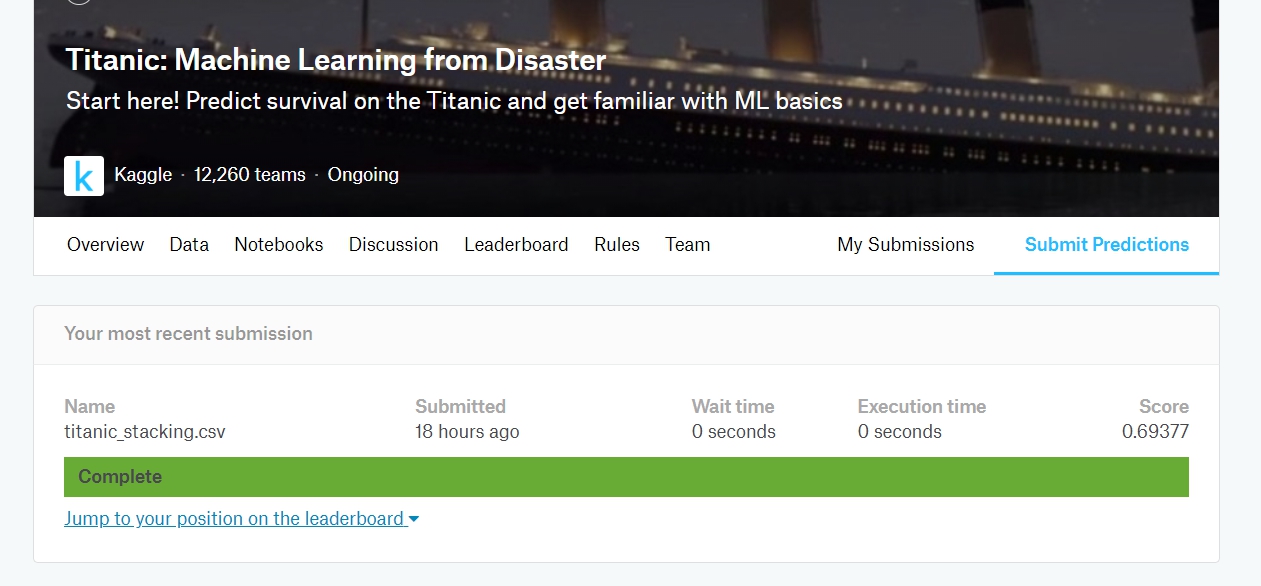 Titanic: Machine Learning from Disaster
Start here! Predict survival on the Titanic and get familiar with ML basics
k Kaggle · 12,260 teams · Ongoing
Overview Data Notebooks Discussion Leaderboard Rules Team My Submissions Submit Predictions
Your most recent submission
Name Submitted Wait time Execution time Score
titanic_stacking.csv 18 hours ago 0 seconds 0 seconds 0.69377
Complete
Jump to your position on the leaderboard